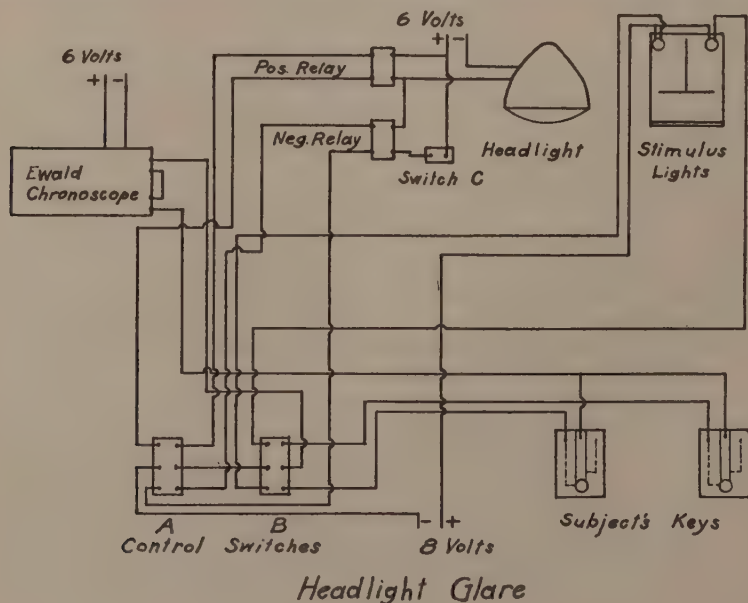 6 Volts
+ -
6 Volts
+ -
Pos. Relay
Neg. Relay
Switch C
Headlight
Stimulus
Lights
Ewald
Chronoscope
A
B
Control Switches
- +
8 Volts
Subject's Keys
Headlight Glare